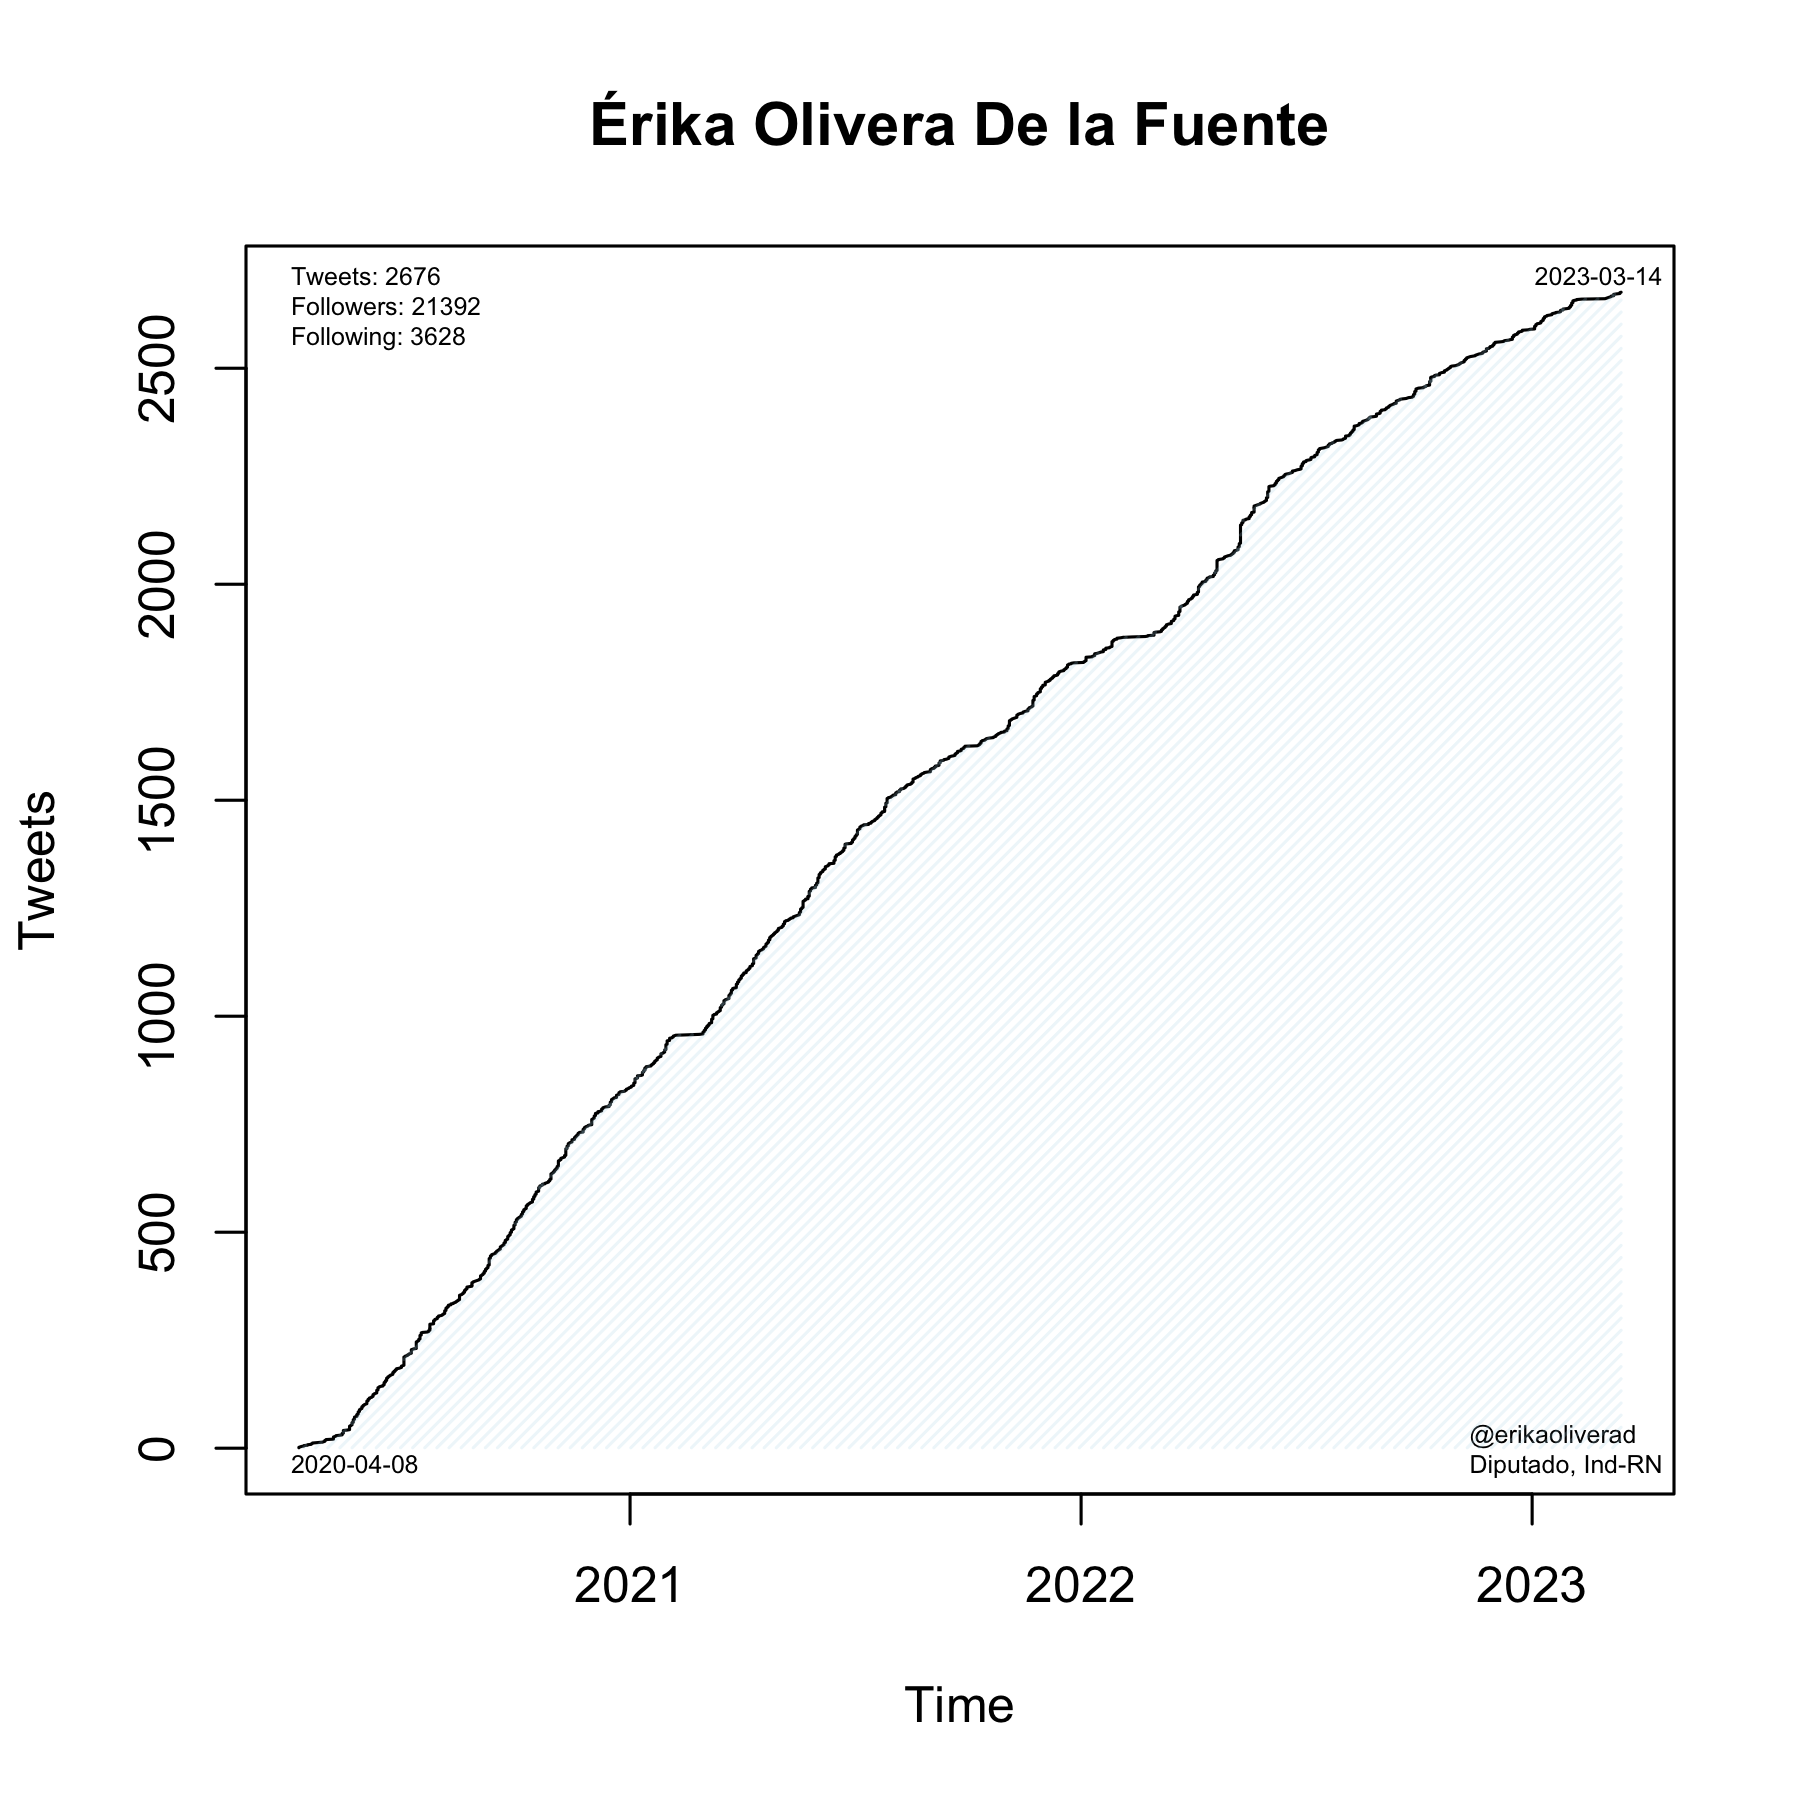 Érika Olivera De la Fuente
Tweets: 2676
Followers: 21392
Following: 3628
2023-03-14
Tweets
2500
2000
1500
1000
500
0
2020-04-08
@erikaoliverad
Diputado, Ind-RN
2021
2022
2023
Time